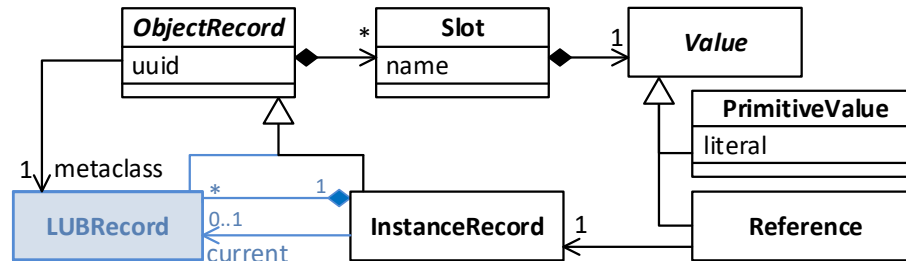 ObjectRecord
uuid
*
Slot
name
1
Value
PrimitiveValue
literal
1 metaclass
LUBRecord
*
1
0..1
current
InstanceRecord
1
Reference